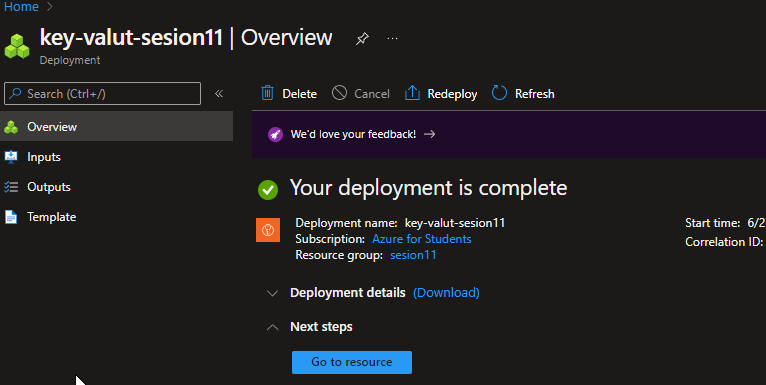 Home
key-valut-sesion11 | Overview
Deployment
Search (Ctrl+/)
Delete
Cancel
Redeploy
Refresh
Overview
Inputs
Outputs
Template
We'd love your feedback!
Your deployment is complete
Deployment name: key-valut-sesion11
Subscription: Azure for Students
Resource group: sesion11
Start time: 6/2
Correlation ID:
Deployment details (Download)
Next steps
Go to resource